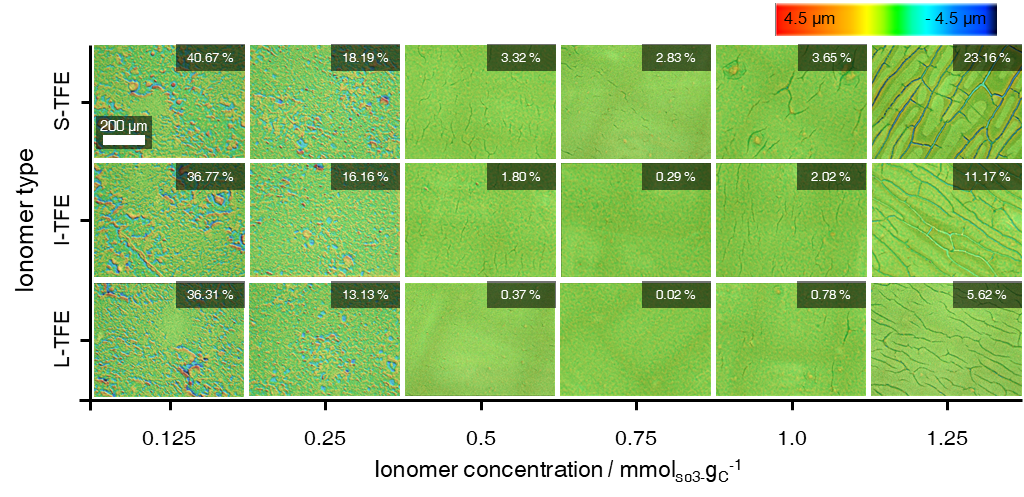 4.5 µm - 4.5 µm
S-TFE 40.67 % 18.19 % 3.32 % 2.83 % 3.65 % 23.16 %
200 µm
Ionomer type
I-TFE 36.77 % 16.16 % 1.80 % 0.29 % 2.02 % 11.17 %
L-TFE 36.31 % 13.13 % 0.37 % 0.02 % 0.78 % 5.62 %
0.125 0.25 0.5 0.75 1.0 1.25
Ionomer concentration / mmol_so3- g_C^-1